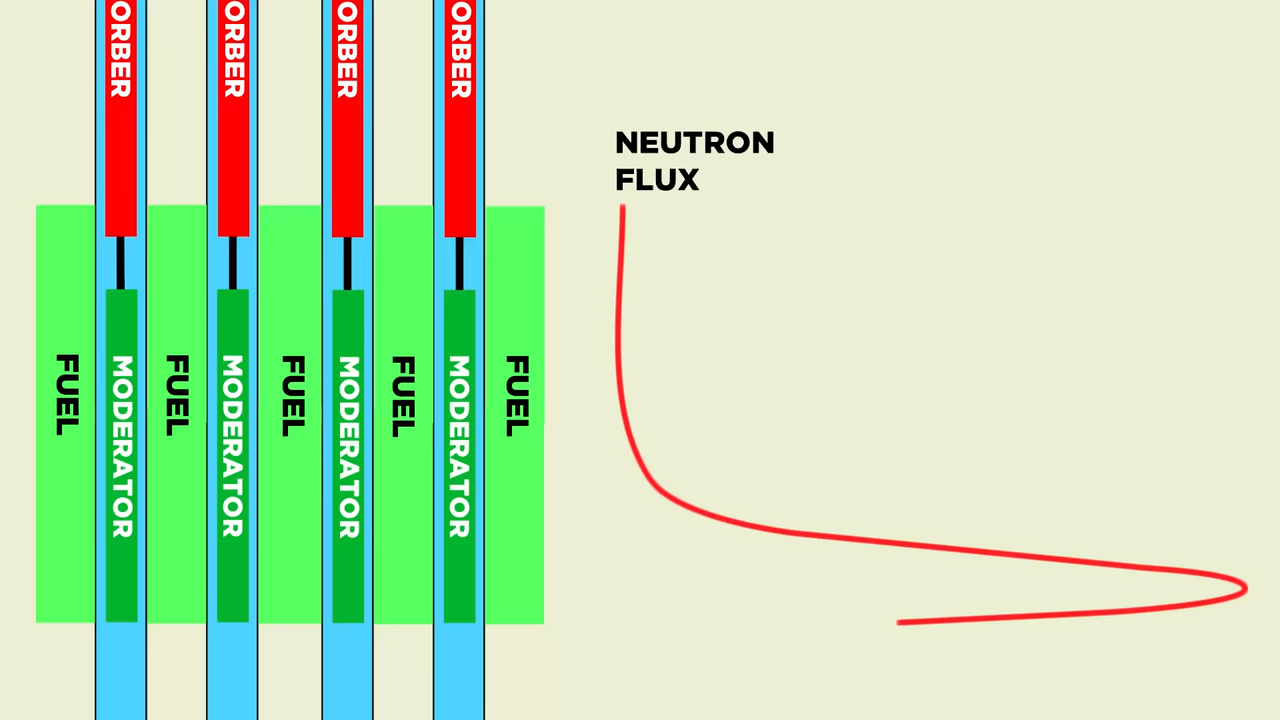 ORBER
ORBER
ORBER
ORBER
NEUTRON
FLUX
FUEL
MODERATOR
FUEL
MODERATOR
FUEL
MODERATOR
FUEL
MODERATOR
FUEL